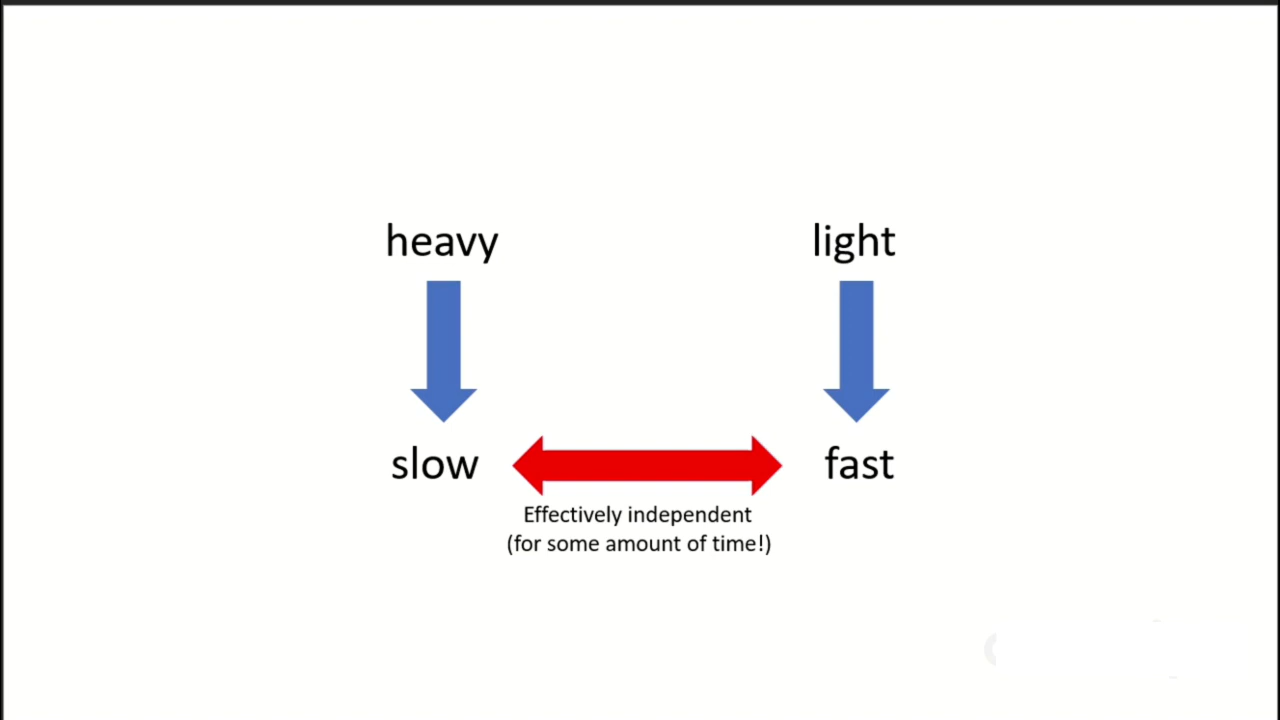 heavy
light
slow
fast
Effectively independent
(for some amount of time!)